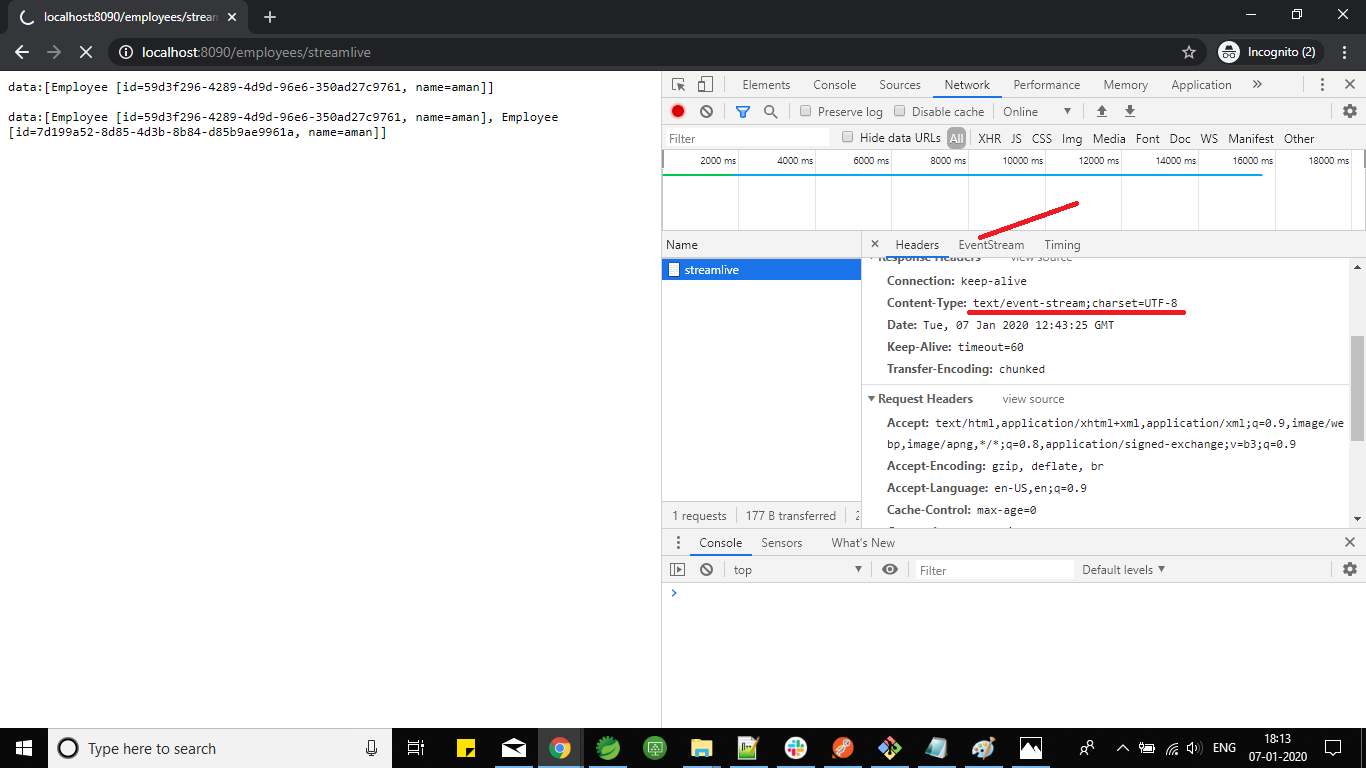 localhost:8090/employees/stream
localhost:8090/employees/streamlive
Incognito (2)
data:[Employee [id=59d3f296-4289-4d9d-96e6-350ad27c9761, name=aman]]
data:[Employee [id=59d3f296-4289-4d9d-96e6-350ad27c9761, name=aman], Employee
[id=7d199a52-8d85-4d3b-8b84-d85b9ae9961a, name=aman]]
Elements Console Sources Network Performance Memory Application
Preserve log Disable cache Online
Filter Hide data URLs All XHR JS CSS Img Media Font Doc WS Manifest Other
2000 ms 4000 ms 6000 ms 8000 ms 10000 ms 12000 ms 14000 ms 16000 ms 18000 ms
Name
streamlive
1 requests 177 B transferred
Headers EventStream Timing
Response Headers view source
Connection: keep-alive
Content-Type: text/event-stream;charset=UTF-8
Date: Tue, 07 Jan 2020 12:43:25 GMT
Keep-Alive: timeout=60
Transfer-Encoding: chunked
Request Headers view source
Accept: text/html,application/xhtml+xml,application/xml;q=0.9,image/we
bp,image/apng,*/*;q=0.8,application/signed-exchange;v=b3;q=0.9
Accept-Encoding: gzip, deflate, br
Accept-Language: en-US,en;q=0.9
Cache-Control: max-age=0
Console Sensors What's New
top Filter Default levels
Type here to search
ENG
18:13
07-01-2020